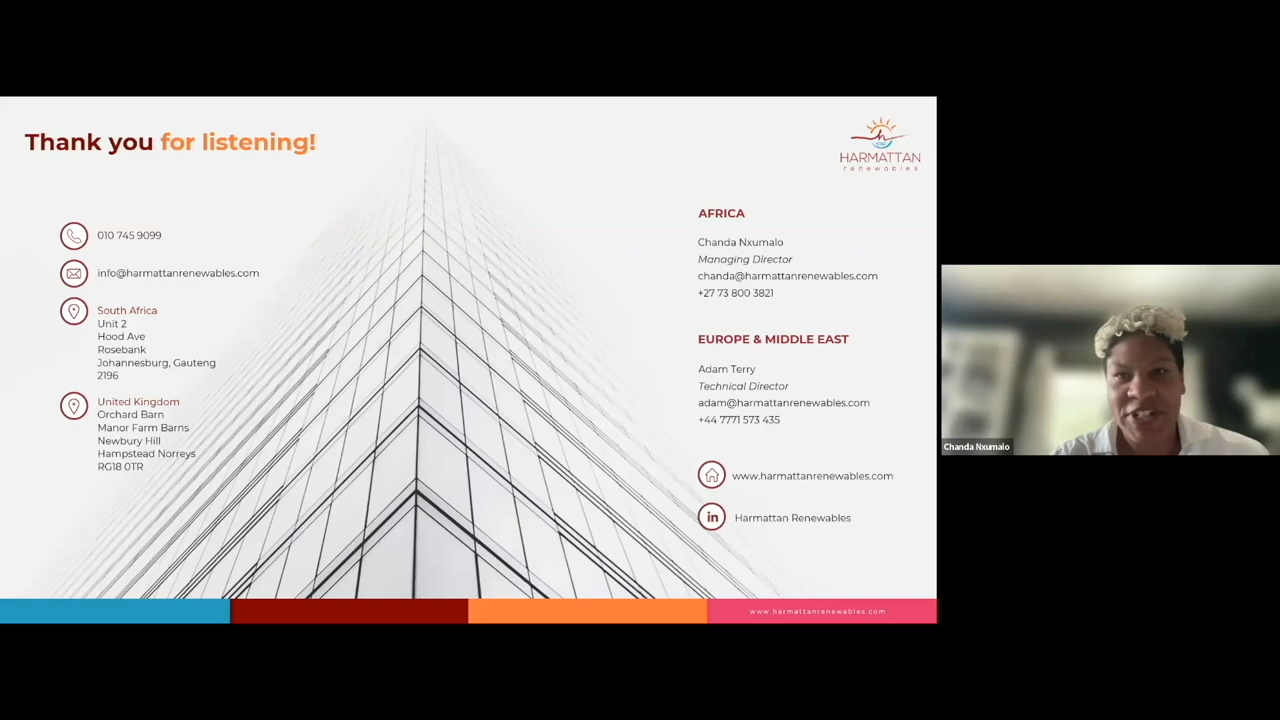 Thank you for listening!
HARMATTAN
renewables
010 745 9099
info@harmattanrenewables.com
South Africa
Unit 2
Hood Ave
Rosebank
Johannesburg, Gauteng
2196
United Kingdom
Orchard Barn
Manor Farm Barns
Newbury Hill
Hampstead Norreys
RG18 0TR
AFRICA
Chanda Nxumalo
Managing Director
chanda@harmattanrenewables.com
+27 73 800 3821
EUROPE & MIDDLE EAST
Adam Terry
Technical Director
adam@harmattanrenewables.com
+44 7771 573 435
www.harmattanrenewables.com
in
Harmattan Renewables
www.harmattanrenewables.com
Chanda Nxumalo